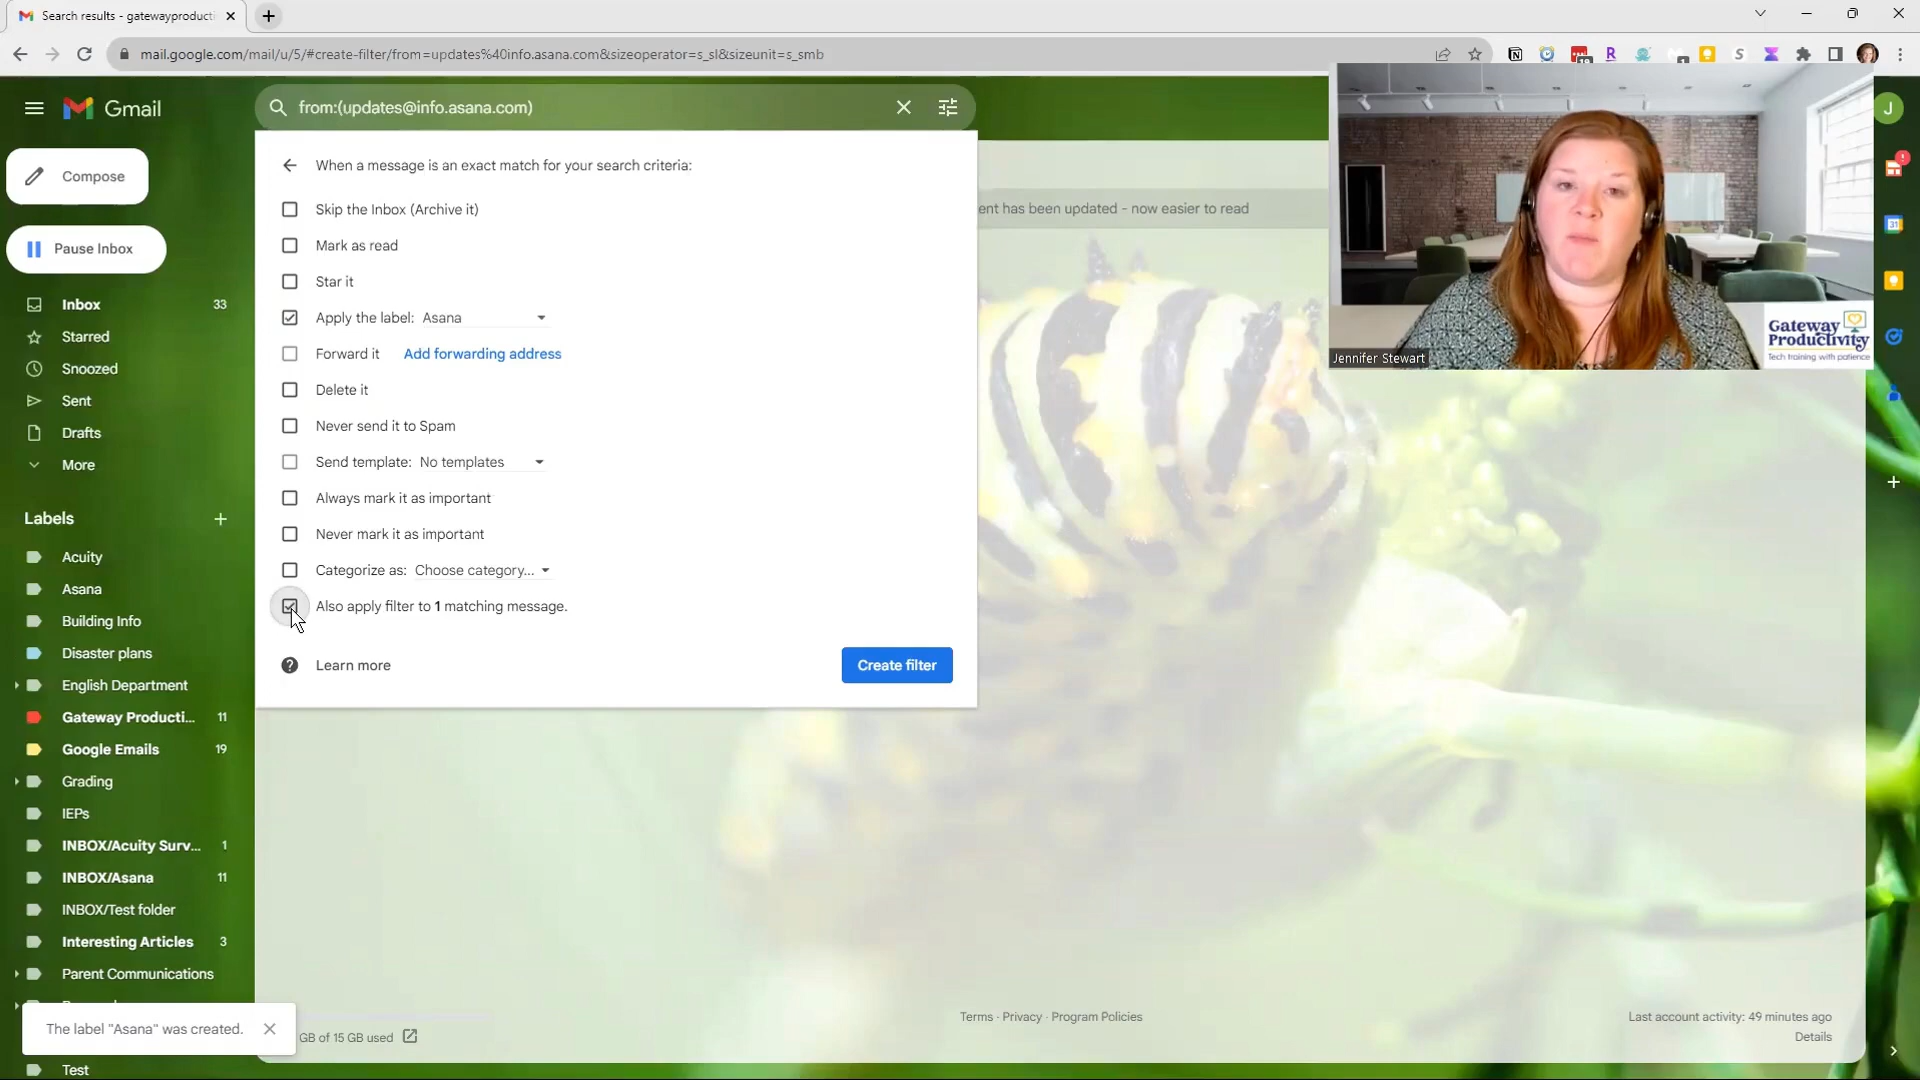 Search results - gatewayproducti
mail.google.com/mail/u/5/#create-filter/from=updates%40info.asana.com&sizeoperator=s_sl&sizeunit=s_smb
Gmail
from:(updates@info.asana.com)
J
Compose
Pause Inbox
Inbox 33
Starred
Snoozed
Sent
Drafts
More
Labels
Acuity
Asana
Building Info
Disaster plans
English Department
Gateway Producti... 11
Google Emails 19
Grading
IEPs
INBOX/Acuity Surv... 1
INBOX/Asana 11
INBOX/Test folder
Interesting Articles 3
Parent Communications
Test
When a message is an exact match for your search criteria:
Skip the Inbox (Archive it)
Mark as read
Star it
Apply the label: Asana
Forward it Add forwarding address
Delete it
Never send it to Spam
Send template: No templates
Always mark it as important
Never mark it as important
Categorize as: Choose category...
Also apply filter to 1 matching message.
Learn more
Create filter
ent has been updated - now easier to read
Jennifer Stewart
Gateway
Productivity
Tech training with patience
The label "Asana" was created.
GB of 15 GB used
Terms · Privacy · Program Policies
Last account activity: 49 minutes ago
Details